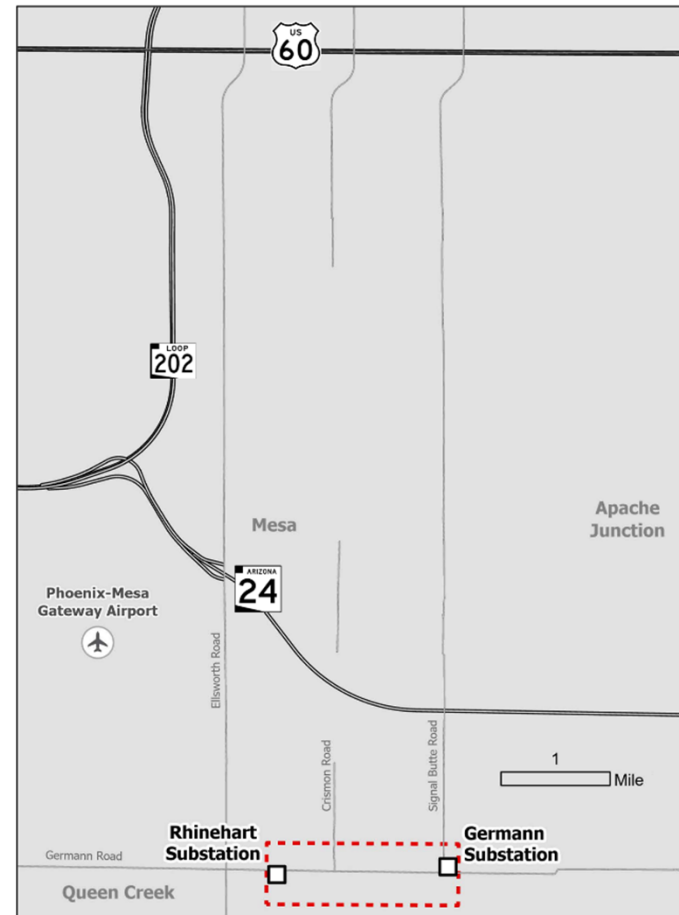 US
60
LOOP
202
Mesa
Apache
Junction
ARIZONA
24
Phoenix-Mesa
Gateway Airport
Ellsworth Road
Crismon Road
Signal Butte Road
1
Mile
Rhinehart
Substation
Germann
Substation
Germann Road
Queen Creek